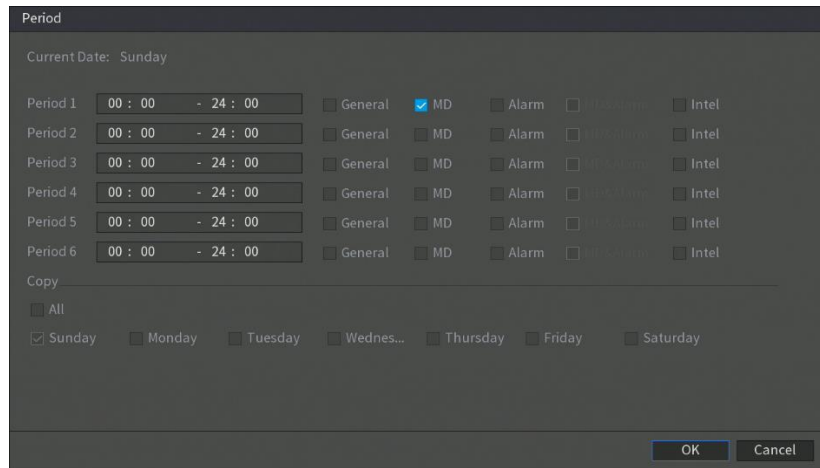 Period
Current Date: Sunday
Period 1 00 : 00 - 24 : 00 General MD Alarm Intel
Period 2 00 : 00 - 24 : 00 General MD Alarm Intel
Period 3 00 : 00 - 24 : 00 General MD Alarm Intel
Period 4 00 : 00 - 24 : 00 General MD Alarm Intel
Period 5 00 : 00 - 24 : 00 General MD Alarm Intel
Period 6 00 : 00 - 24 : 00 General MD Alarm Intel
Copy
All
Sunday Monday Tuesday Wednes... Thursday Friday Saturday
OK Cancel